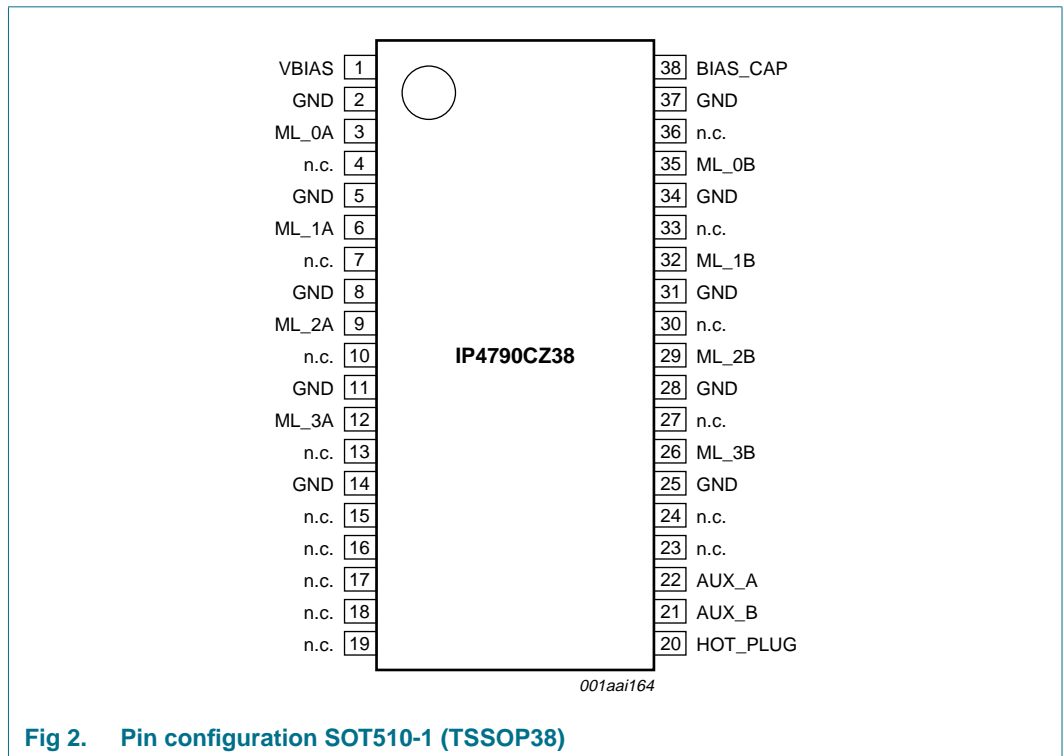 VBIAS 1 38 BIAS_CAP
GND 2 37 GND
ML_0A 3 36 n.c.
n.c. 4 35 ML_0B
GND 5 34 GND
ML_1A 6 33 n.c.
n.c. 7 32 ML_1B
GND 8 31 GND
ML_2A 9 30 n.c.
n.c. 10 IP4790CZ38 29 ML_2B
GND 11 28 GND
ML_3A 12 27 n.c.
n.c. 13 26 ML_3B
GND 14 25 GND
n.c. 15 24 n.c.
n.c. 16 23 n.c.
n.c. 17 22 AUX_A
n.c. 18 21 AUX_B
n.c. 19 20 HOT_PLUG
001aai164
Fig 2. Pin configuration SOT510-1 (TSSOP38)